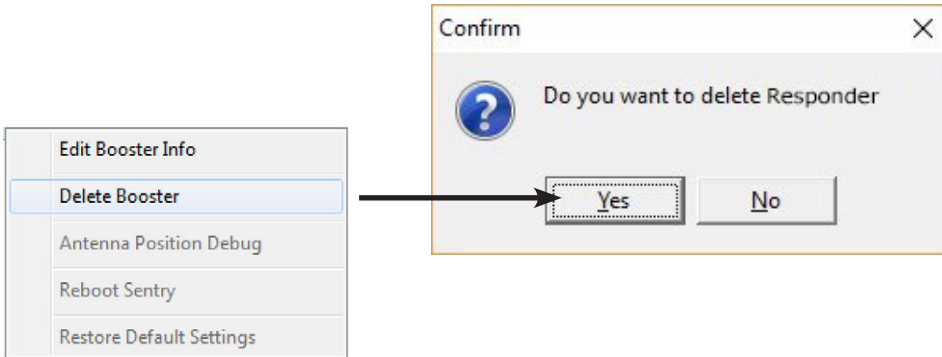 Confirm
Do you want to delete Responder
Yes
No
Edit Booster Info
Delete Booster
Antenna Position Debug
Reboot Sentry
Restore Default Settings